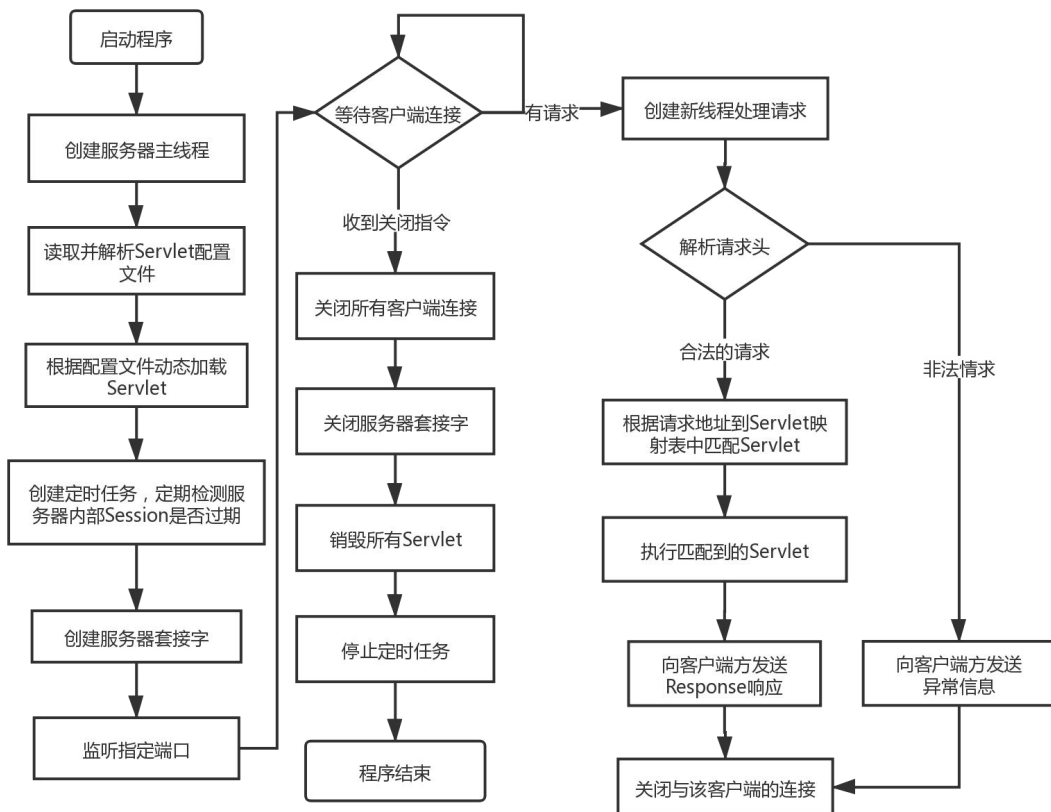 启动程序
创建服务器主线程
读取并解析Servlet配置
文件
根据配置文件动态加载
Servlet
创建定时任务，定期检测服
务器内部Session是否过期
创建服务器套接字
监听指定端口
等待客户端连接
有请求
收到关闭指令
关闭所有客户端连接
关闭服务器套接字
销毁所有Servlet
停止定时任务
程序结束
创建新线程处理请求
解析请求头
合法的请求
非法情求
根据请求地址到Servlet映
射表中匹配Servlet
执行匹配到的Servlet
向客户端方发送
Response响应
向客户端方发送
异常信息
关闭与该客户端的连接